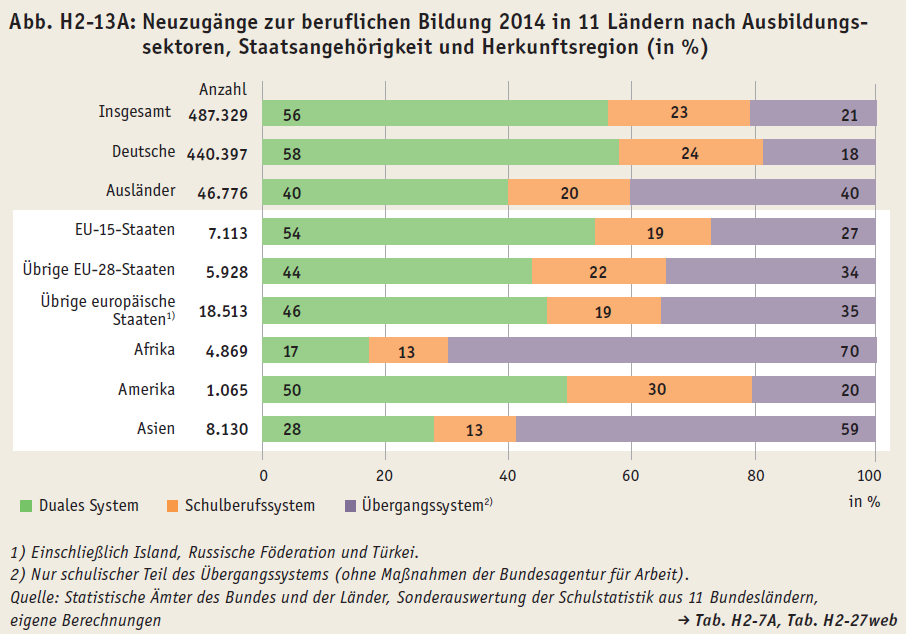 Abb. H2-13A: Neuzugänge zur beruflichen Bildung 2014 in 11 Ländern nach Ausbildungs-
sektoren, Staatsangehörigkeit und Herkunftsregion (in %)
Anzahl
Insgesamt 487.329 56 23 21
Deutsche 440.397 58 24 18
Ausländer 46.776 40 20 40
EU-15-Staaten 7.113 54 19 27
Übrige EU-28-Staaten 5.928 44 22 34
Übrige europäische
Staaten1) 18.513 46 19 35
Afrika 4.869 17 13 70
Amerika 1.065 50 30 20
Asien 8.130 28 13 59
0 20 40 60 80 100
in %
Duales System Schulberufssystem Übergangssystem2)
1) Einschließlich Island, Russische Föderation und Türkei.
2) Nur schulischer Teil des Übergangssystems (ohne Maßnahmen der Bundesagentur für Arbeit).
Quelle: Statistische Ämter des Bundes und der Länder, Sonderauswertung der Schulstatistik aus 11 Bundesländern,
eigene Berechnungen → Tab. H2-7A, Tab. H2-27web